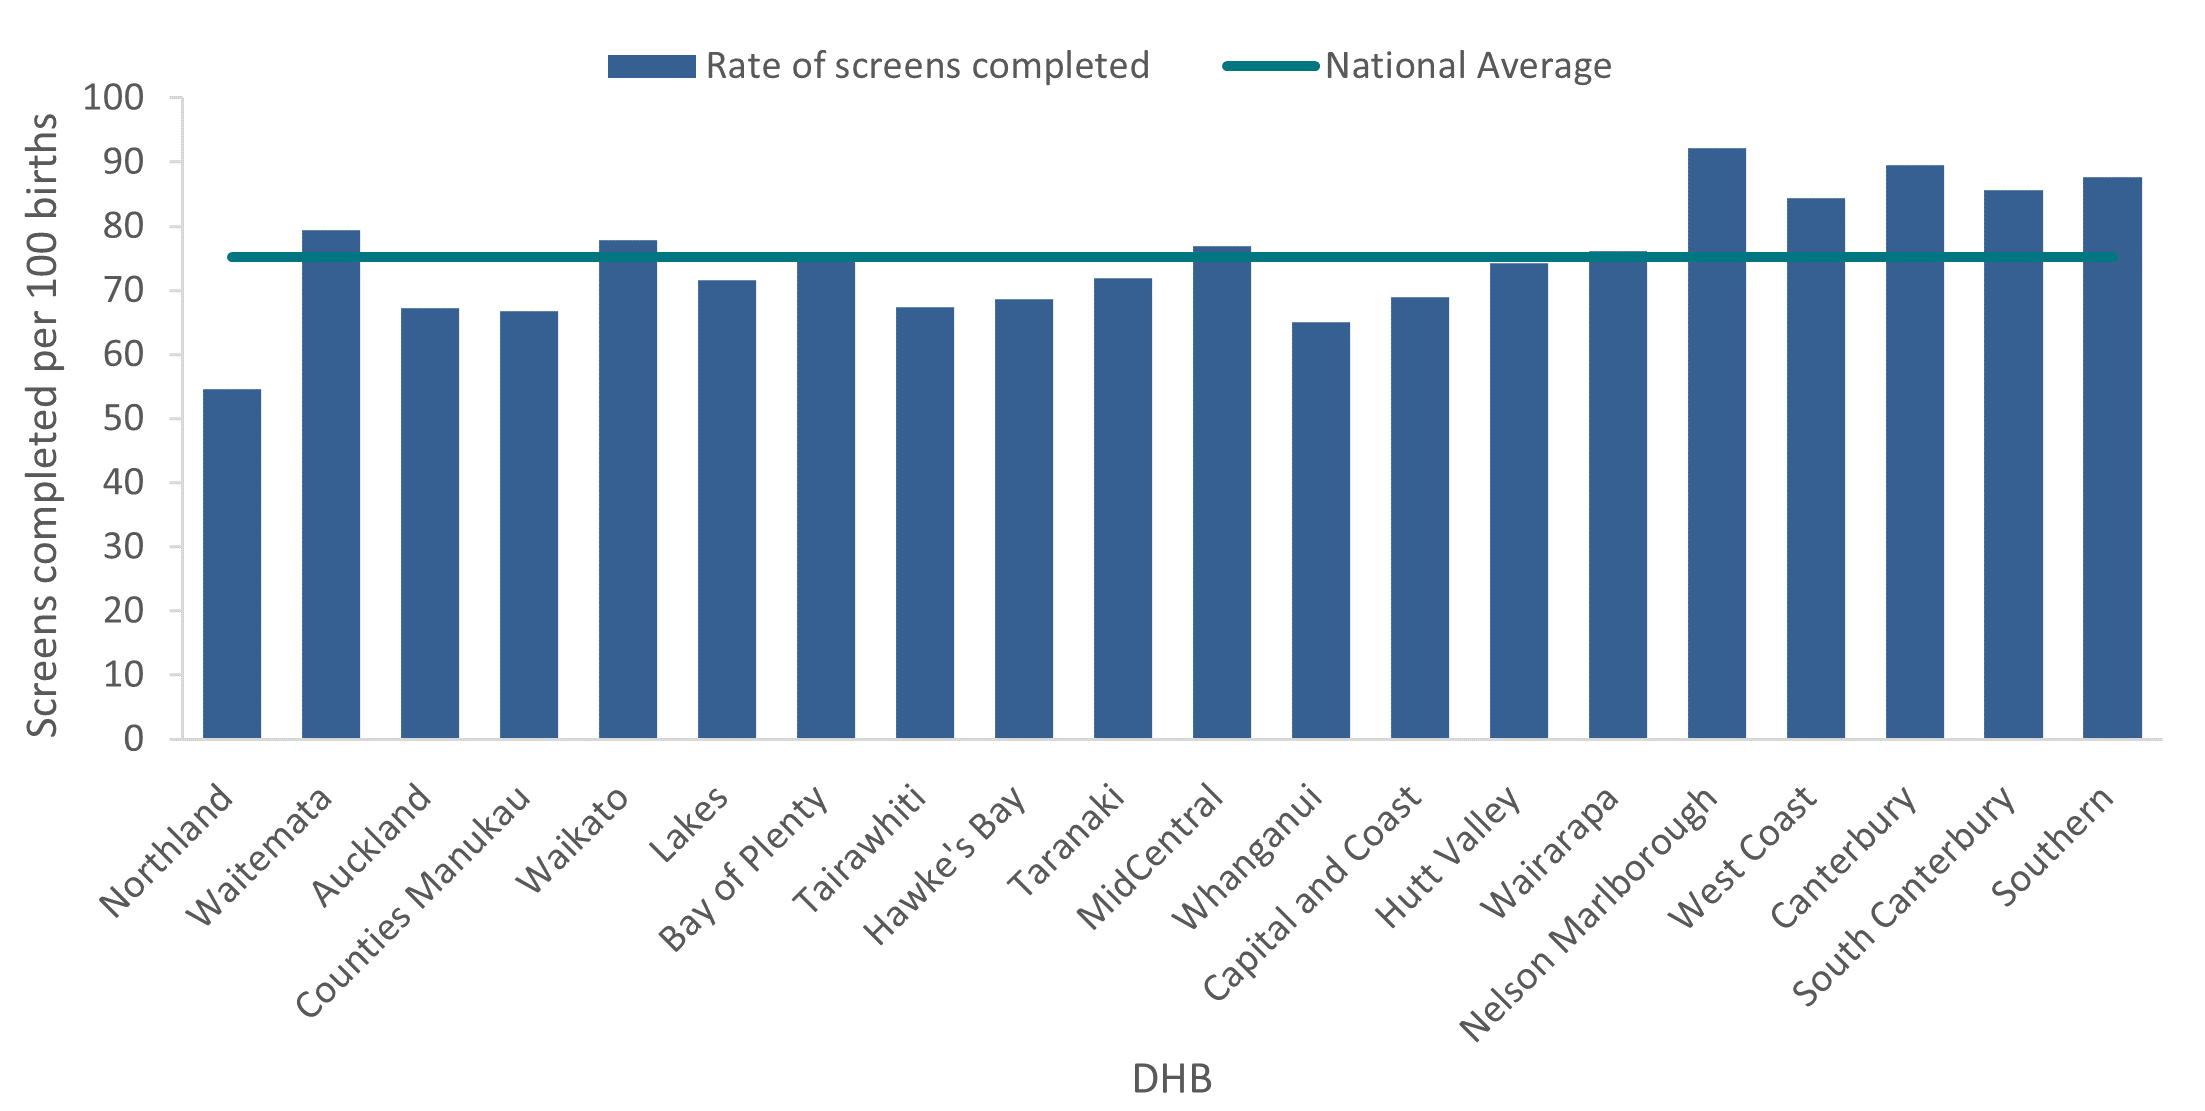 Rate of screens completed
National Average
Screens completed per 100 births
100
90
80
70
60
50
40
30
20
10
0
Northland
Waitemata
Auckland
Counties Manukau
Waikato
Lakes
Bay of Plenty
Tairawhiti
Hawke's Bay
Taranaki
MidCentral
Whanganui
Capital and Coast
Hutt Valley
Wairarapa
Nelson Marlborough
West Coast
Canterbury
South Canterbury
Southern
DHB